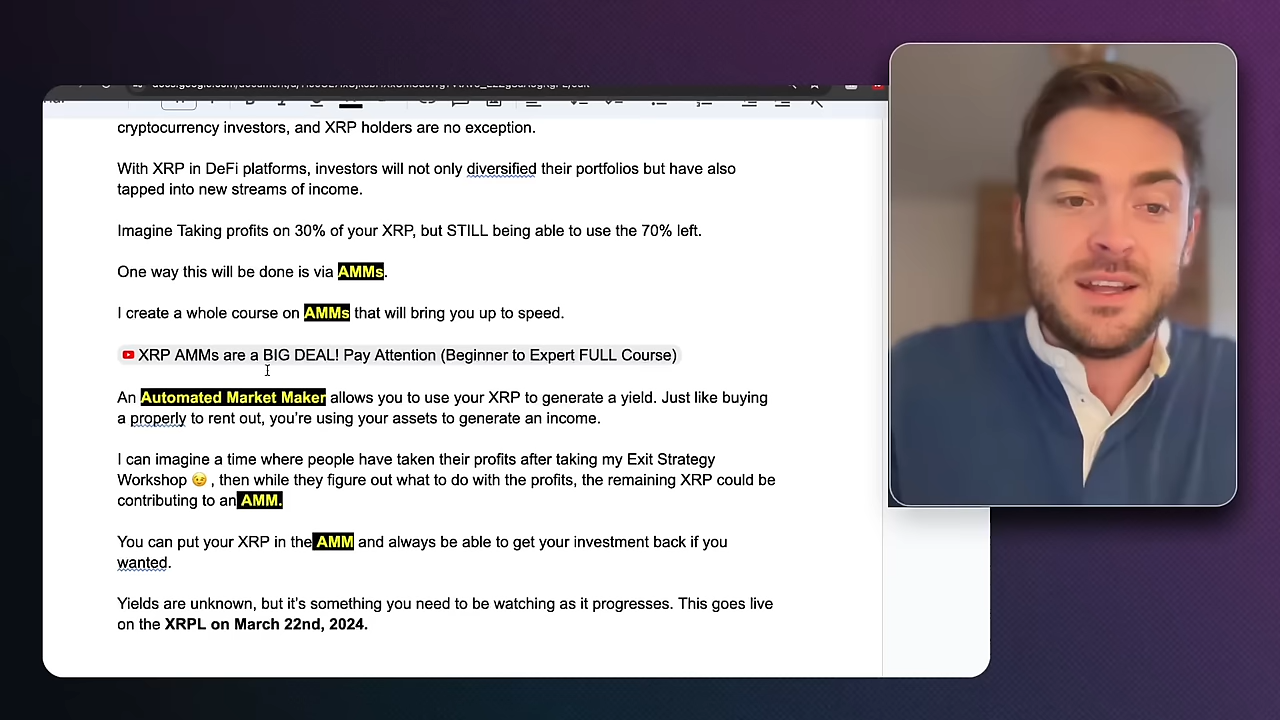 cryptocurrency investors, and XRP holders are no exception.
With XRP in DeFi platforms, investors will not only diversified their portfolios but have also
tapped into new streams of income.
Imagine Taking profits on 30% of your XRP, but STILL being able to use the 70% left.
One way this will be done is via AMMs.
I create a whole course on AMMs that will bring you up to speed.
XRP AMMs are a BIG DEAL! Pay Attention (Beginner to Expert FULL Course)
An Automated Market Maker allows you to use your XRP to generate a yield. Just like buying
a properly to rent out, you're using your assets to generate an income.
I can imagine a time where people have taken their profits after taking my Exit Strategy
Workshop 😉 , then while they figure out what to do with the profits, the remaining XRP could be
contributing to an AMM.
You can put your XRP in the AMM and always be able to get your investment back if you
wanted.
Yields are unknown, but it's something you need to be watching as it progresses. This goes live
on the XRPL on March 22nd, 2024.